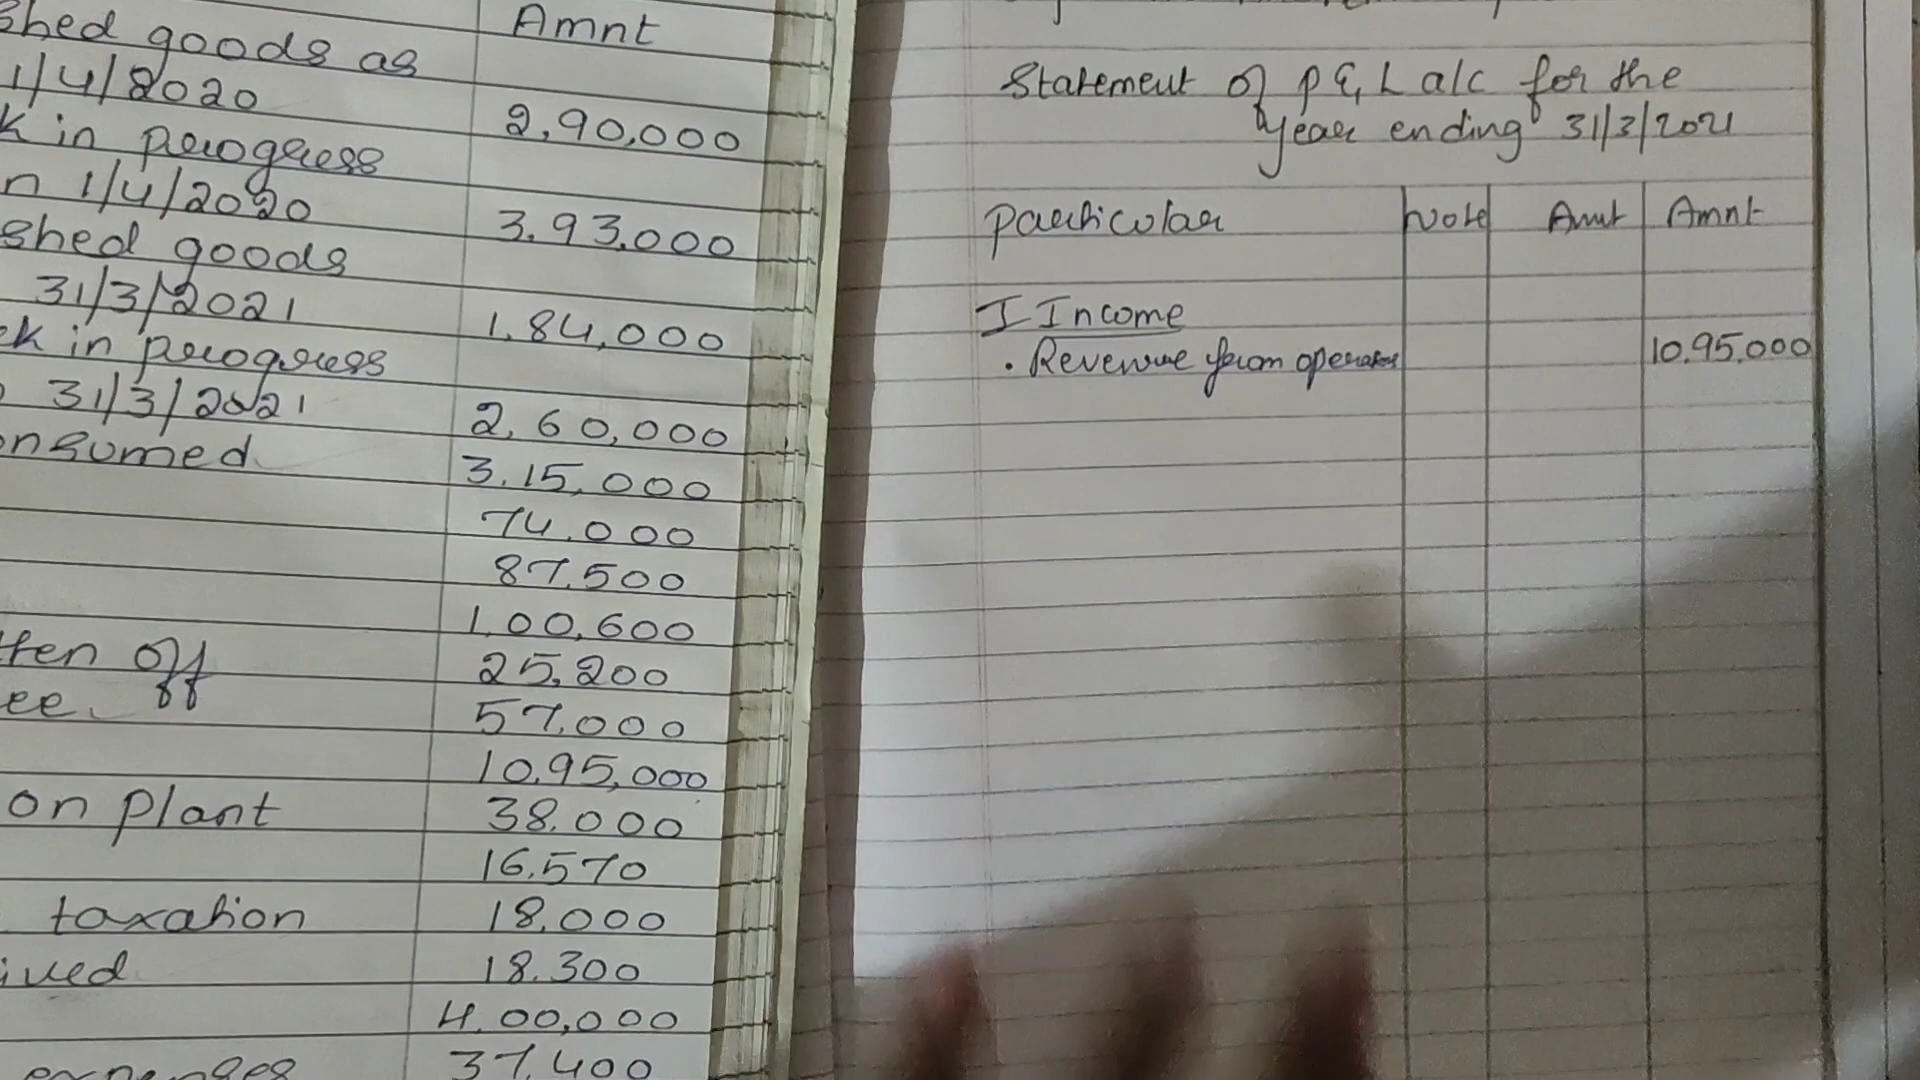 Amnt
shed goods as
1/4/2020
2,90,000
k in progress
n 1/4/2020
3.93.000
shed goods
31/3/2021
1.84,000
k in progress
31/3/2021
2,60,000
onsumed
3.15,000
74,000
87,500
1,00,600
ten off
25,200
ee.
57,000
10,95,000
on plant
38,000
16,570
taxation
18,000
ived
18,300
4,00,000
expenses
37,400
Statement of P & L a/c for the
year ending 31/3/2021
Particular Note Amt Amnt
I Income
. Revenue from operation 10.95.000